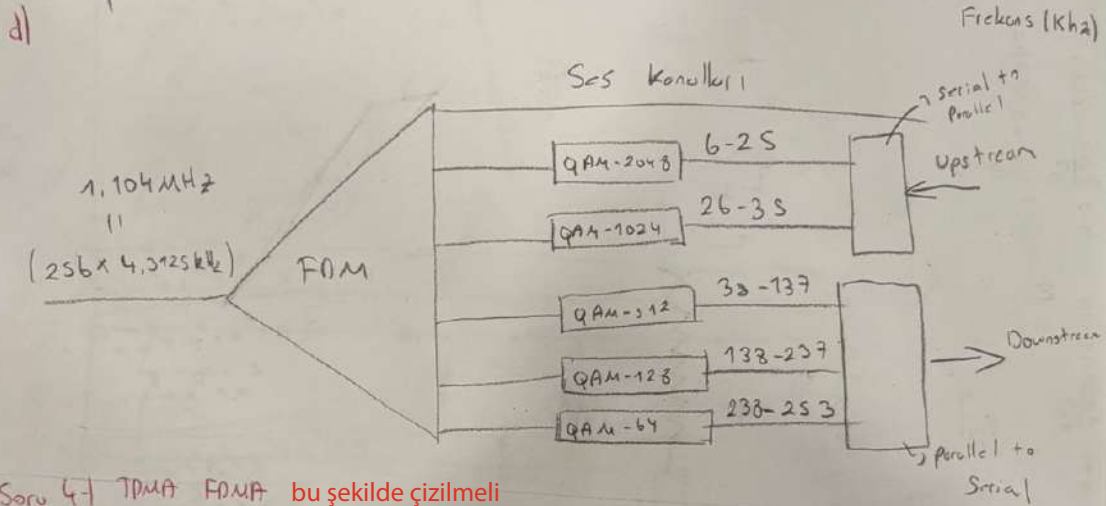 d)
Frekans (Khz)
Ses Kanalları
serial to
Parallel
1,104 MHz
||
(256 x 4,3125 kHz)
FDM
QAM-2048
6-25
Upstream
QAM-1024
26-35
QAM-512
38-137
QAM-128
138-237
Downstream
QAM-64
238-253
parallel to
Serial
Soru 4-) TDMA FDMA bu şekilde çizilmeli